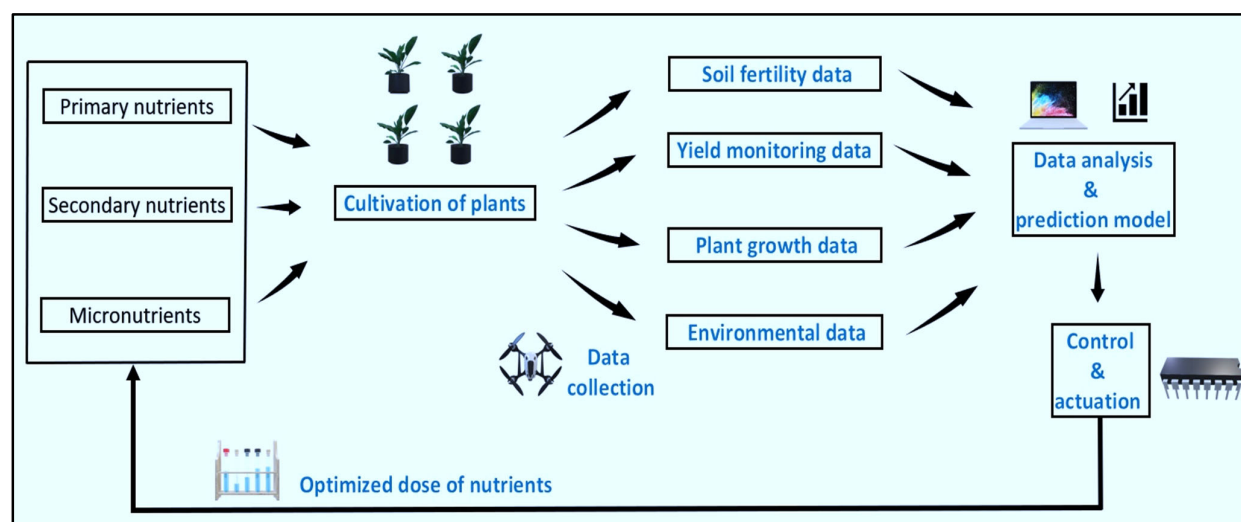 Primary nutrients
Secondary nutrients
Micronutrients
Cultivation of plants
Soil fertility data
Yield monitoring data
Plant growth data
Environmental data
Data
collection
Data analysis
&
prediction model
Control
&
actuation
Optimized dose of nutrients